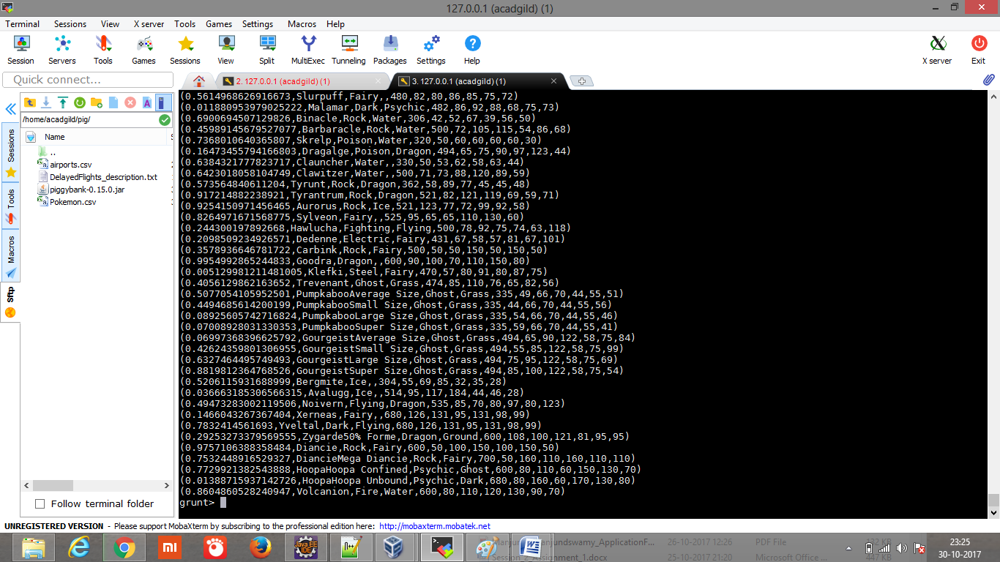 127.0.0.1 (acadgild) (1)
Terminal Sessions View X server Tools Games Settings Macros Help
Session Servers Tools Games Sessions View Split MultiExec Tunneling Packages Settings Help X server Exit
Quick connect...
2. 127.0.0.1 (acadgild) (1)
3. 127.0.0.1 (acadgild) (1)
/home/acadgild/pig/
Name
..
airports.csv
DelayedFlights_description.txt
piggybank-0.15.0.jar
Pokemon.csv
Sessions
Tools
Macros
Sftp
Follow terminal folder
(0.5614968626916673,Slurpuff,Fairy,,480,82,80,86,85,75,72)
(0.011880953979025222,Malamar,Dark,Psychic,482,86,92,88,68,75,73)
(0.6900694507129826,Binacle,Rock,Water,306,42,52,67,39,56,50)
(0.45989145679527077,Barbaracle,Rock,Water,500,72,105,115,54,86,68)
(0.7368010640365807,Skrelp,Poison,Water,320,50,60,60,60,60,30)
(0.16473455794166803,Dragalge,Poison,Dragon,494,65,75,90,97,123,44)
(0.6384321777823717,Clauncher,Water,,330,50,53,62,58,63,44)
(0.6423018058104749,Clawitzer,Water,,500,71,73,88,120,89,59)
(0.573564840611204,Tyrunt,Rock,Dragon,362,58,89,77,45,45,48)
(0.917214882238921,Tyrantrum,Rock,Dragon,521,82,121,119,69,59,71)
(0.9254150971456465,Aurorus,Rock,Ice,521,123,77,72,99,92,58)
(0.8264971671568775,Sylveon,Fairy,,525,95,65,65,110,130,60)
(0.244300197892668,Hawlucha,Fighting,Flying,500,78,92,75,74,63,118)
(0.2098509234926571,Dedenne,Electric,Fairy,431,67,58,57,81,67,101)
(0.3578936646781722,Carbink,Rock,Fairy,500,50,50,150,50,150,50)
(0.9954992865244833,Goodra,Dragon,,600,90,100,70,110,150,80)
(0.005129981211481005,Klefki,Steel,Fairy,470,57,80,91,80,87,75)
(0.4056129862163652,Trevenant,Ghost,Grass,474,85,110,76,65,82,56)
(0.5077054105952501,PumpkabooAverage Size,Ghost,Grass,335,49,66,70,44,55,51)
(0.4494685614200199,PumpkabooSmall Size,Ghost,Grass,335,44,66,70,44,55,56)
(0.08925605742716824,PumpkabooLarge Size,Ghost,Grass,335,54,66,70,44,55,46)
(0.07008928031330353,PumpkabooSuper Size,Ghost,Grass,335,59,66,70,44,55,41)
(0.06997368396625792,GourgeistAverage Size,Ghost,Grass,494,65,90,122,58,75,84)
(0.42624359801306955,GourgeistSmall Size,Ghost,Grass,494,55,85,122,58,75,99)
(0.6327464495749493,GourgeistLarge Size,Ghost,Grass,494,75,95,122,58,75,69)
(0.8819812364768526,GourgeistSuper Size,Ghost,Grass,494,85,100,122,58,75,54)
(0.5206115931688999,Bergmite,Ice,,304,55,69,85,32,35,28)
(0.036663185306566315,Avalugg,Ice,,514,95,117,184,44,46,28)
(0.49473283002119506,Noivern,Flying,Dragon,535,85,70,80,97,80,123)
(0.1466043267367404,Xerneas,Fairy,,680,126,131,95,131,98,99)
(0.7832414561693,Yveltal,Dark,Flying,680,126,131,95,131,98,99)
(0.29253273379569555,Zygarde50% Forme,Dragon,Ground,600,108,100,121,81,95,95)
(0.9757106388358484,Diancie,Rock,Fairy,600,50,100,150,100,150,50)
(0.7532448916529327,DiancieMega Diancie,Rock,Fairy,700,50,160,110,160,110,110)
(0.7729921382543888,HoopaHoopa Confined,Psychic,Ghost,600,80,110,60,150,130,70)
(0.01388715937142726,HoopaHoopa Unbound,Psychic,Dark,680,80,160,60,170,130,80)
(0.8604860528240947,Volcanion,Fire,Water,600,80,110,120,130,90,70)
grunt>
UNREGISTERED VERSION - Please support MobaXterm by subscribing to the professional edition here: http://mobaxterm.mobatek.net
26-10-2017 12:26 PDF File
Session_2_Assignment_1.docx 25-10-2017 21:20 Microsoft Office ... 447 KB
23:25
30-10-2017